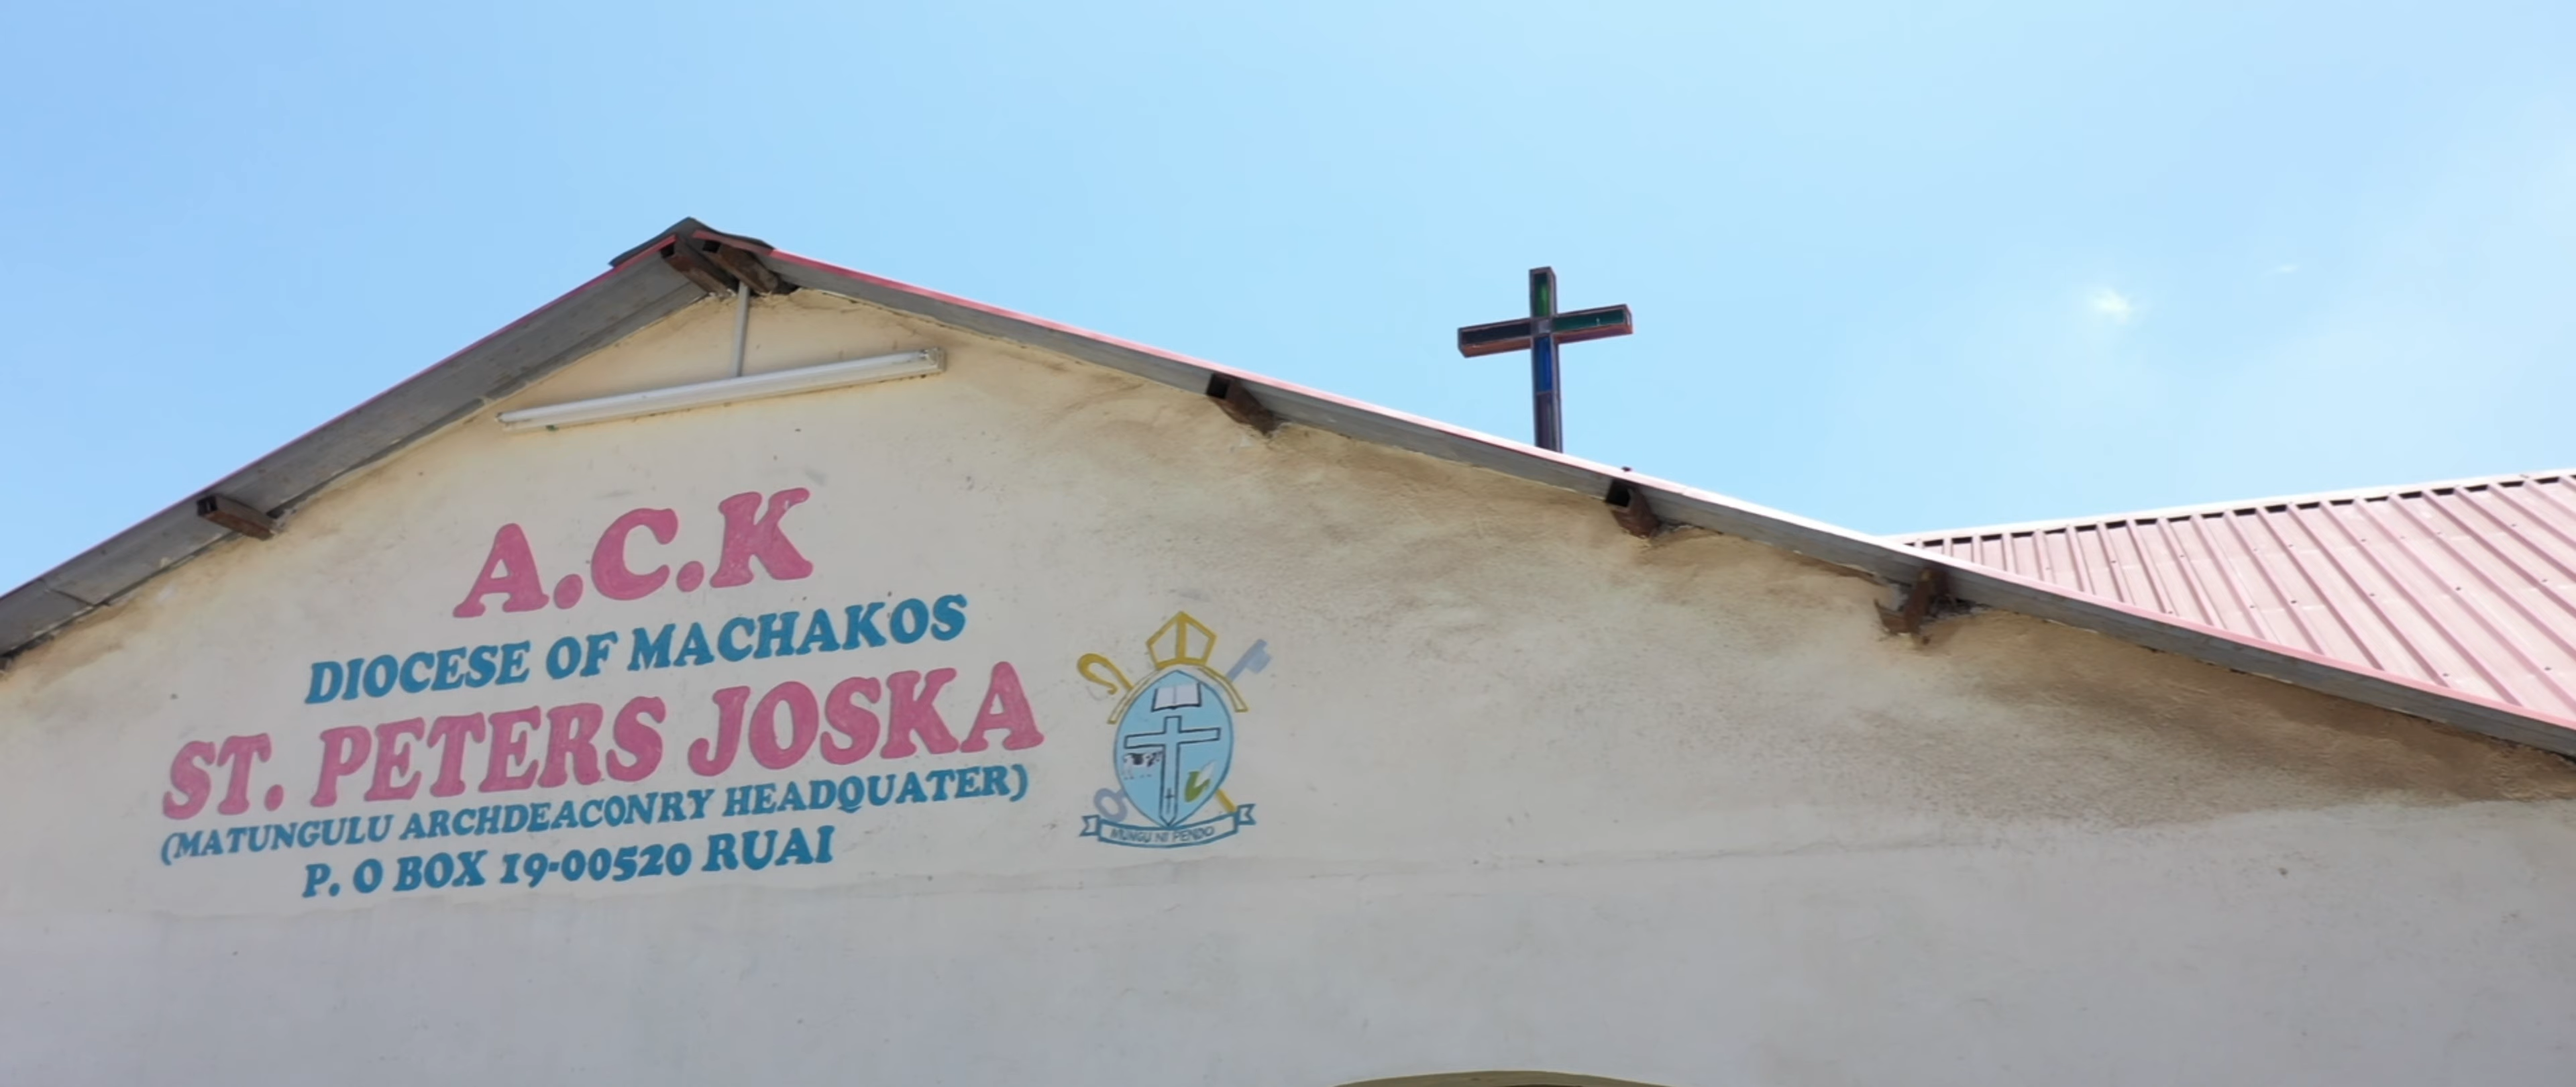 A.C.K
DIOCESE OF MACHAKOS
ST. PETERS JOSKA
(MATUNGULU ARCHDEACONRY HEADQUATER)
P. O BOX 19-00520 RUAI
MUNGU NI PENDO